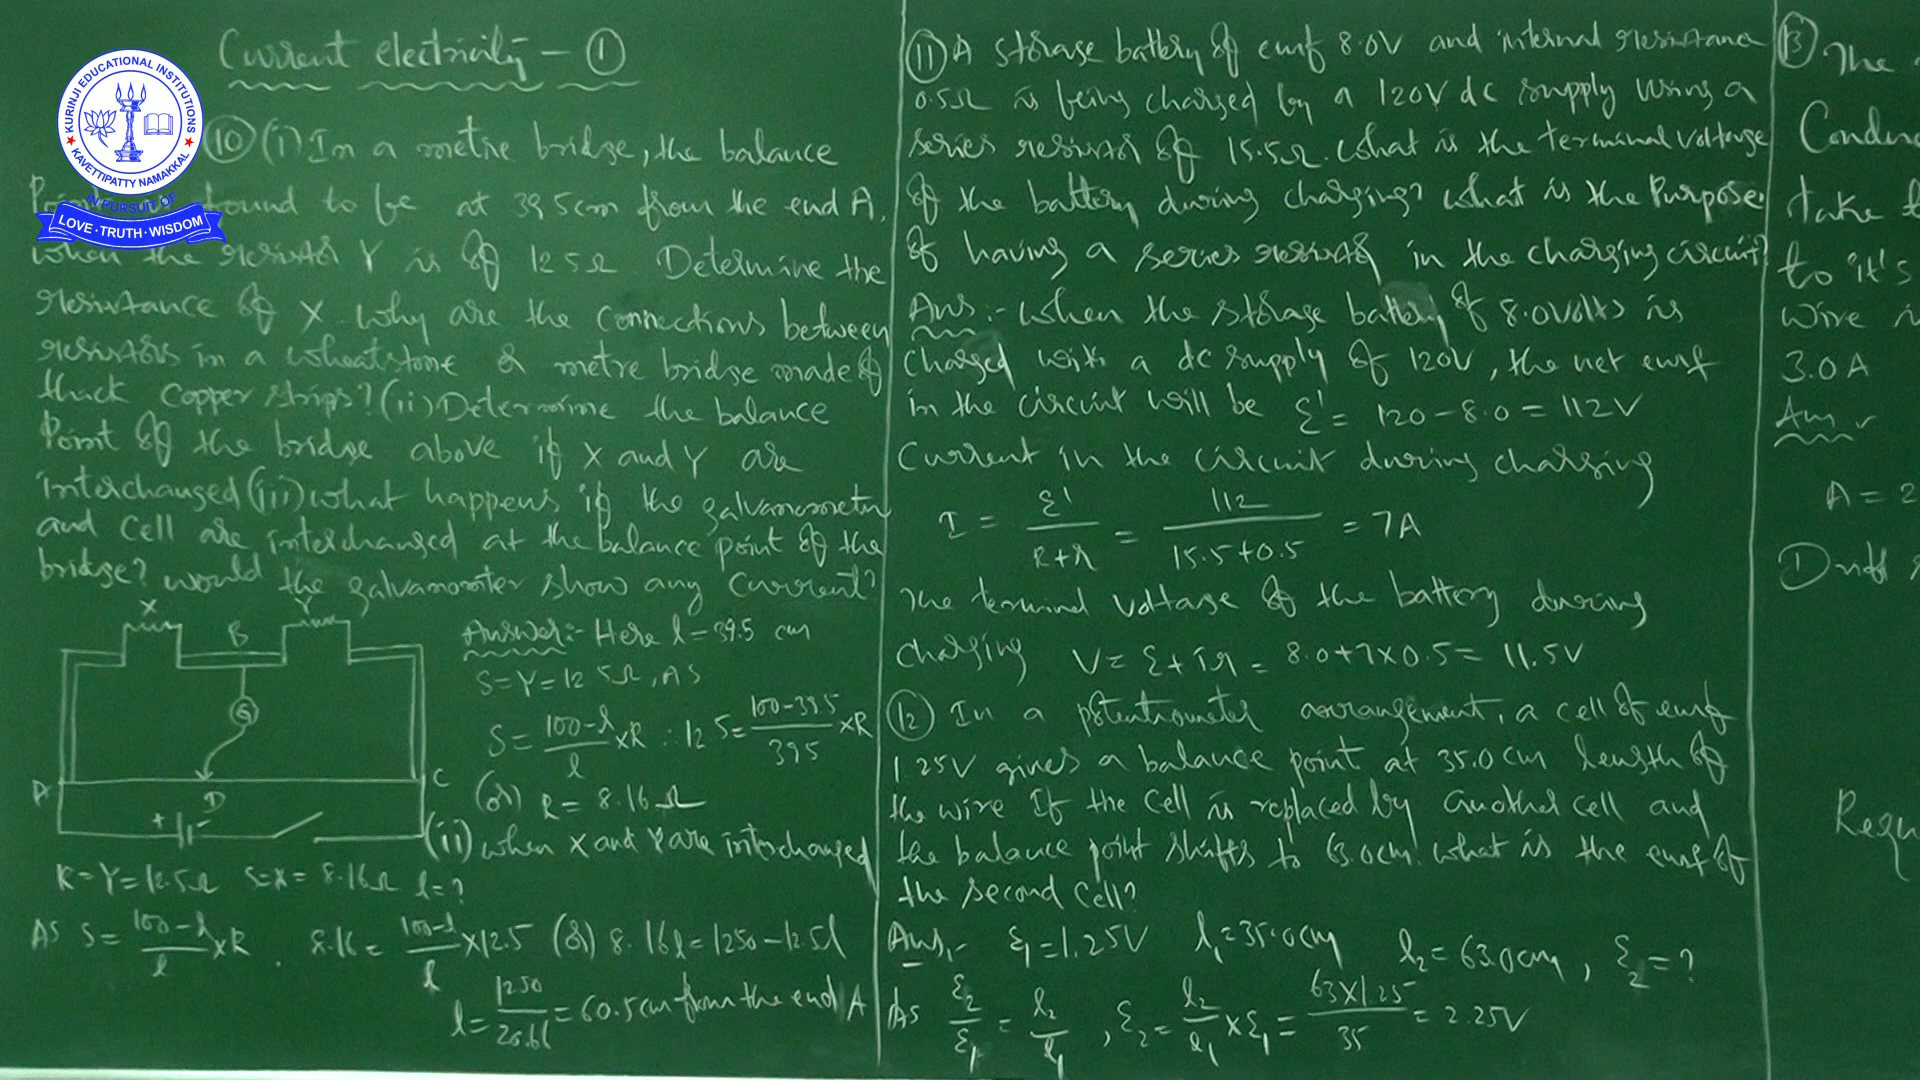 KURINJI EDUCATIONAL INSTITUTIONS
KAVETTIPATTY NAMAKKAL
IN PURSUIT OF
LOVE · TRUTH · WISDOM
Current electricity - ①
⑩ (i) In a metre bridge, the balance
Point found to be at 39.5cm from the end A,
when the resistor Y is of 12.5Ω Determine the
resistance of X. Why are the connections between
resistors in a wheatstone & metre bridge made of
thick copper strips? (ii) Determine the balance
Point of the bridge above if X and Y are
interchanged (iii) what happens if the galvanometer
and cell are interchanged at the balance point of the
bridge? would the galvanometer show any current?
X Y
B
G
A D C
+ -
Answer:- Here l = 39.5 cm
S = Y = 12.5Ω, AS
S = 100-l / l × R ∴ 12.5 = 100-39.5 / 39.5 × R
(or) R = 8.16Ω
(ii) when X and Y are interchanged
R = Y = 12.5Ω S = X = 8.16Ω l = ?
AS S = 100-l / l × R . 8.16 = 100-l / l × 12.5 (or) 8.16l = 1250 - 12.5l
l = 1250 / 20.66 = 60.5cm from the end A
⑪ A storage battery of emf 8.0V and internal resistance
0.5Ω is being charged by a 120V dc supply using a
series resistor of 15.5Ω. What is the terminal voltage
of the battery during charging? what is the Purpose
of having a series resistor in the charging circuit?
Ans:- When the storage battery of 8.0volts is
charged with a dc supply of 120V, the net emf
in the circuit will be ε' = 120 - 8.0 = 112V
Current in the circuit during charging
I = ε' / R+r = 112 / 15.5+0.5 = 7A
The terminal voltage of the battery during
charging V = ε + ir = 8.0+7×0.5 = 11.5V
⑫ In a potentiometer arrangement, a cell of emf
1.25V gives a balance point at 35.0cm length of
the wire If the cell is replaced by another cell and
the balance point shifts to 63.0cm. what is the emf of
the second cell?
Ans,- ε₁ = 1.25V l₁ = 35.0cm l₂ = 63.0cm, ε₂ = ?
As ε₂ / ε₁ = l₂ / l₁, ε₂ = l₂ / l₁ × ε₁ = 63×1.25 / 35 = 2.25V
⑬ The
take
to it's
wire
3.0A
Ans
A = 2
① Drift